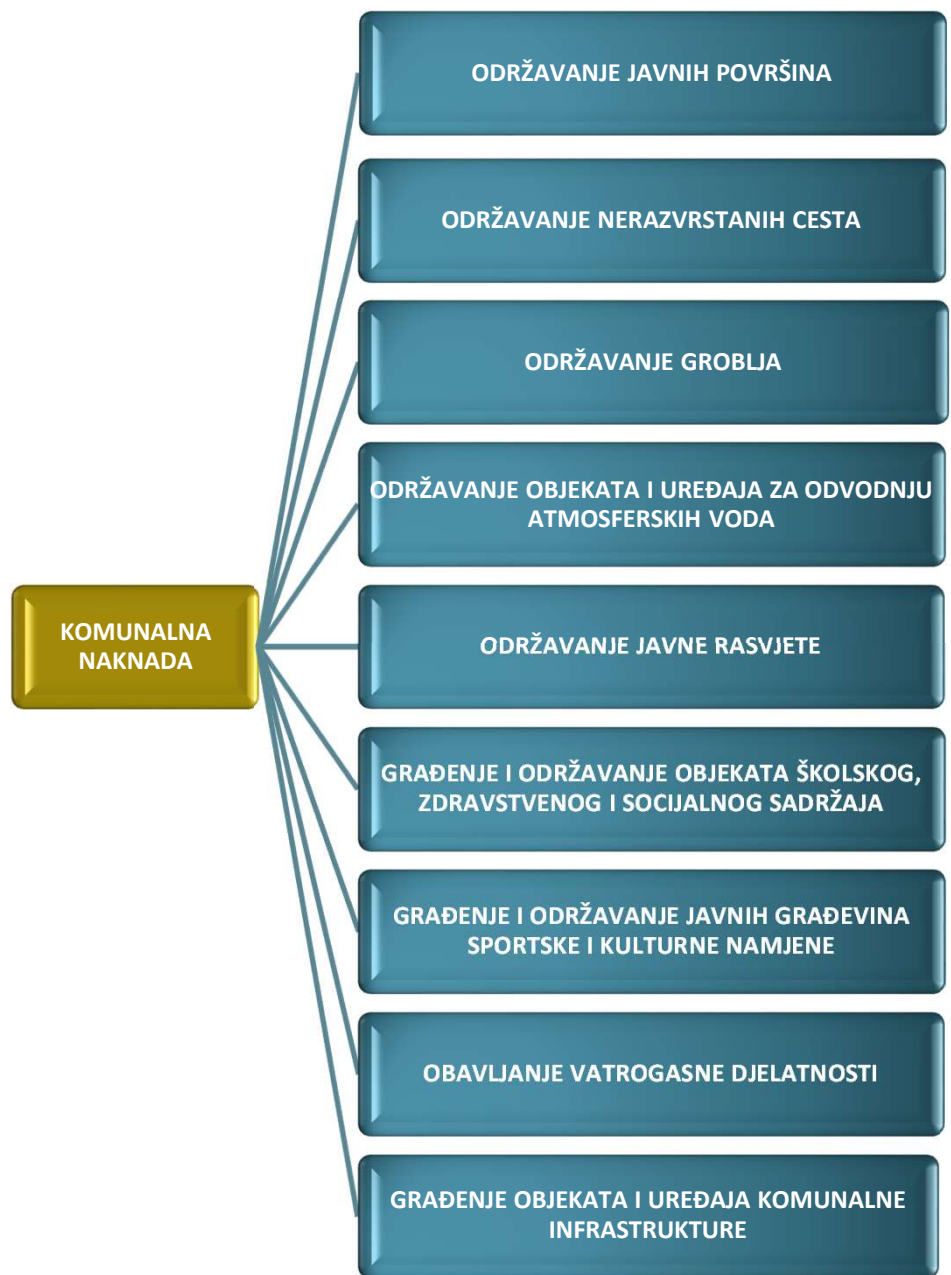 ODRŽAVANJE JAVNIH POVRŠINA
ODRŽAVANJE NERAZVRSTANIH CESTA
ODRŽAVANJE GROBLJA
ODRŽAVANJE OBJEKATA I UREĐAJA ZA ODVODNJU
ATMOSFERSKIH VODA
KOMUNALNA
NAKNADA
ODRŽAVANJE JAVNE RASVJETE
GRAĐENJE I ODRŽAVANJE OBJEKATA ŠKOLSKOG,
ZDRAVSTVENOG I SOCIJALNOG SADRŽAJA
GRAĐENJE I ODRŽAVANJE JAVNIH GRAĐEVINA
SPORTSKE I KULTURNE NAMJENE
OBAVLJANJE VATROGASNE DJELATNOSTI
GRAĐENJE OBJEKATA I UREĐAJA KOMUNALNE
INFRASTRUKTURE